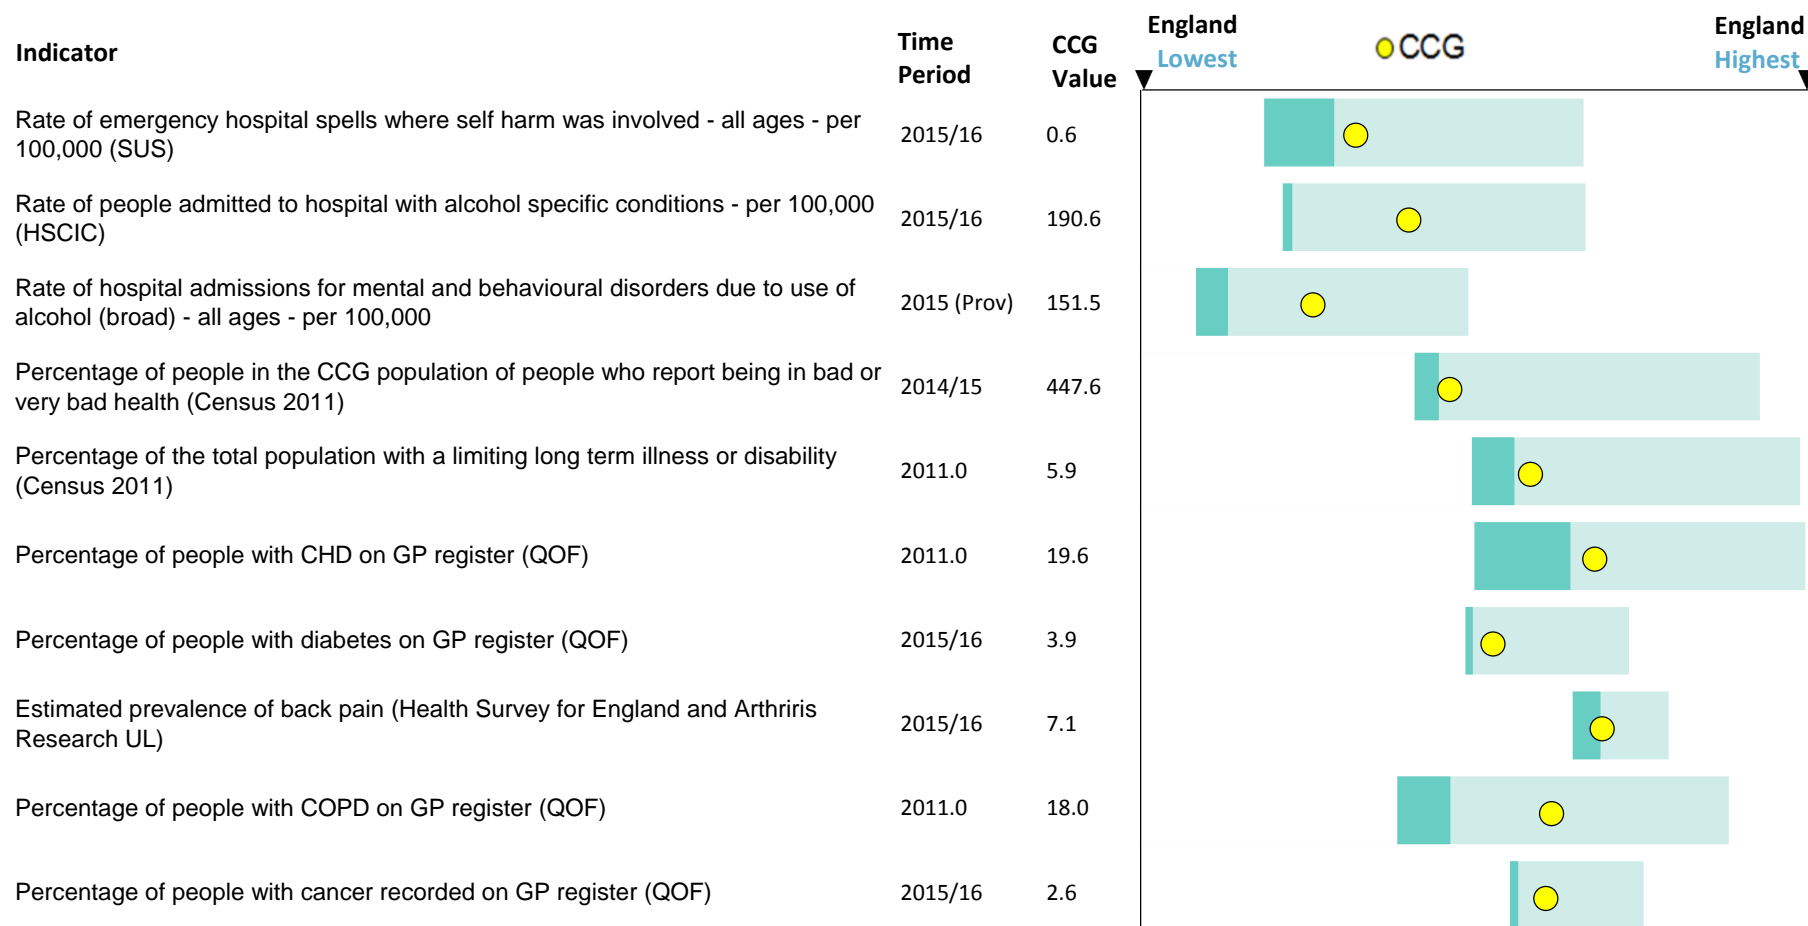 Indicator
Time
Period
CCG
Value
England
Lowest
CCG
England
Highest
Rate of emergency hospital spells where self harm was involved - all ages - per
100,000 (SUS)
2015/16
0.6
Rate of people admitted to hospital with alcohol specific conditions - per 100,000
(HSCIC)
2015/16
190.6
Rate of hospital admissions for mental and behavioural disorders due to use of
alcohol (broad) - all ages - per 100,000
2015 (Prov)
151.5
Percentage of people in the CCG population of people who report being in bad or
very bad health (Census 2011)
2014/15
447.6
Percentage of the total population with a limiting long term illness or disability
(Census 2011)
2011.0
5.9
Percentage of people with CHD on GP register (QOF)
2011.0
19.6
Percentage of people with diabetes on GP register (QOF)
2015/16
3.9
Estimated prevalence of back pain (Health Survey for England and Arthriris
Research UL)
2015/16
7.1
Percentage of people with COPD on GP register (QOF)
2011.0
18.0
Percentage of people with cancer recorded on GP register (QOF)
2015/16
2.6